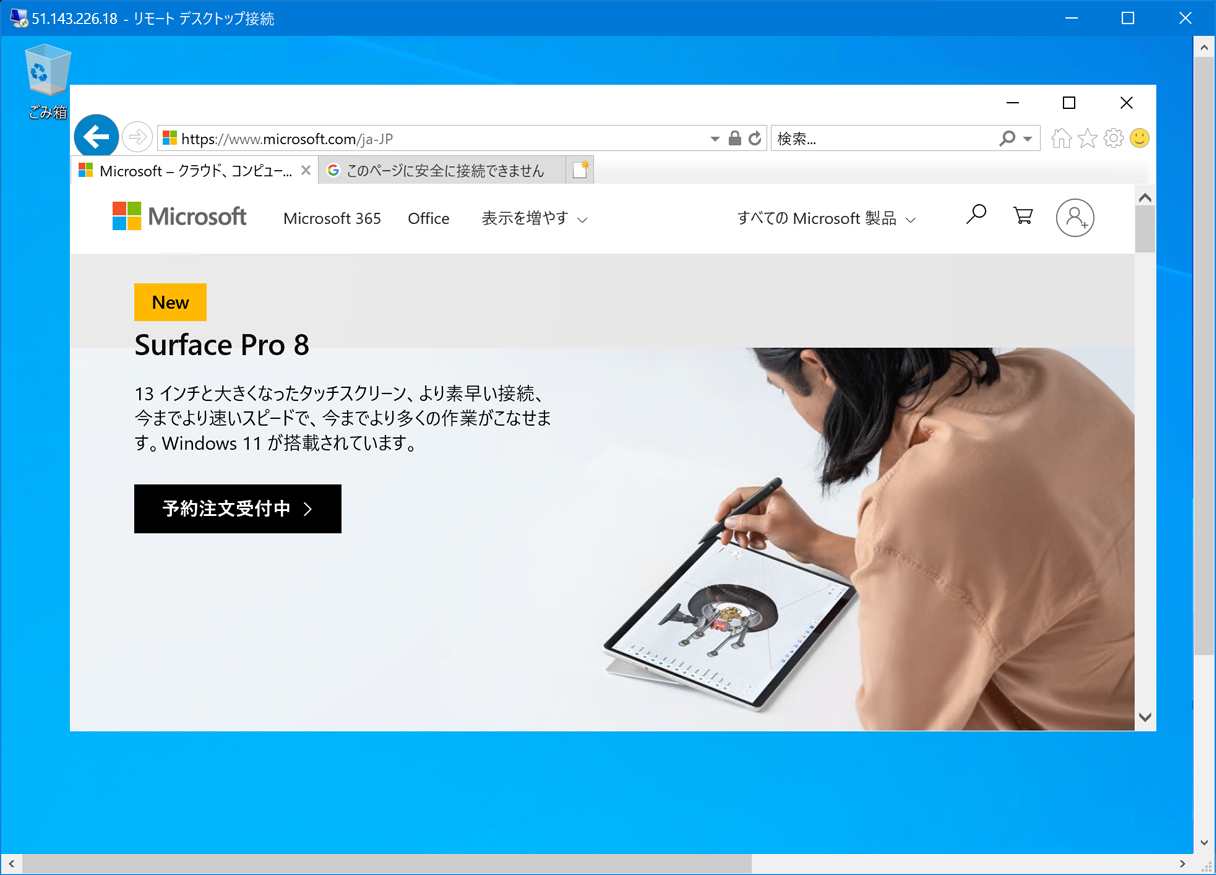 51.143.226.18 - リモート デスクトップ接続
ごみ箱
https://www.microsoft.com/ja-JP
検索...
Microsoft – クラウド、コンピュー...
このページに安全に接続できません
Microsoft
Microsoft 365
Office
表示を増やす
すべての Microsoft 製品
New
Surface Pro 8
13 インチと大きくなったタッチスクリーン、より素早い接続、
今までより速いスピードで、今までより多くの作業がこなせま
す。Windows 11 が搭載されています。
予約注文受付中